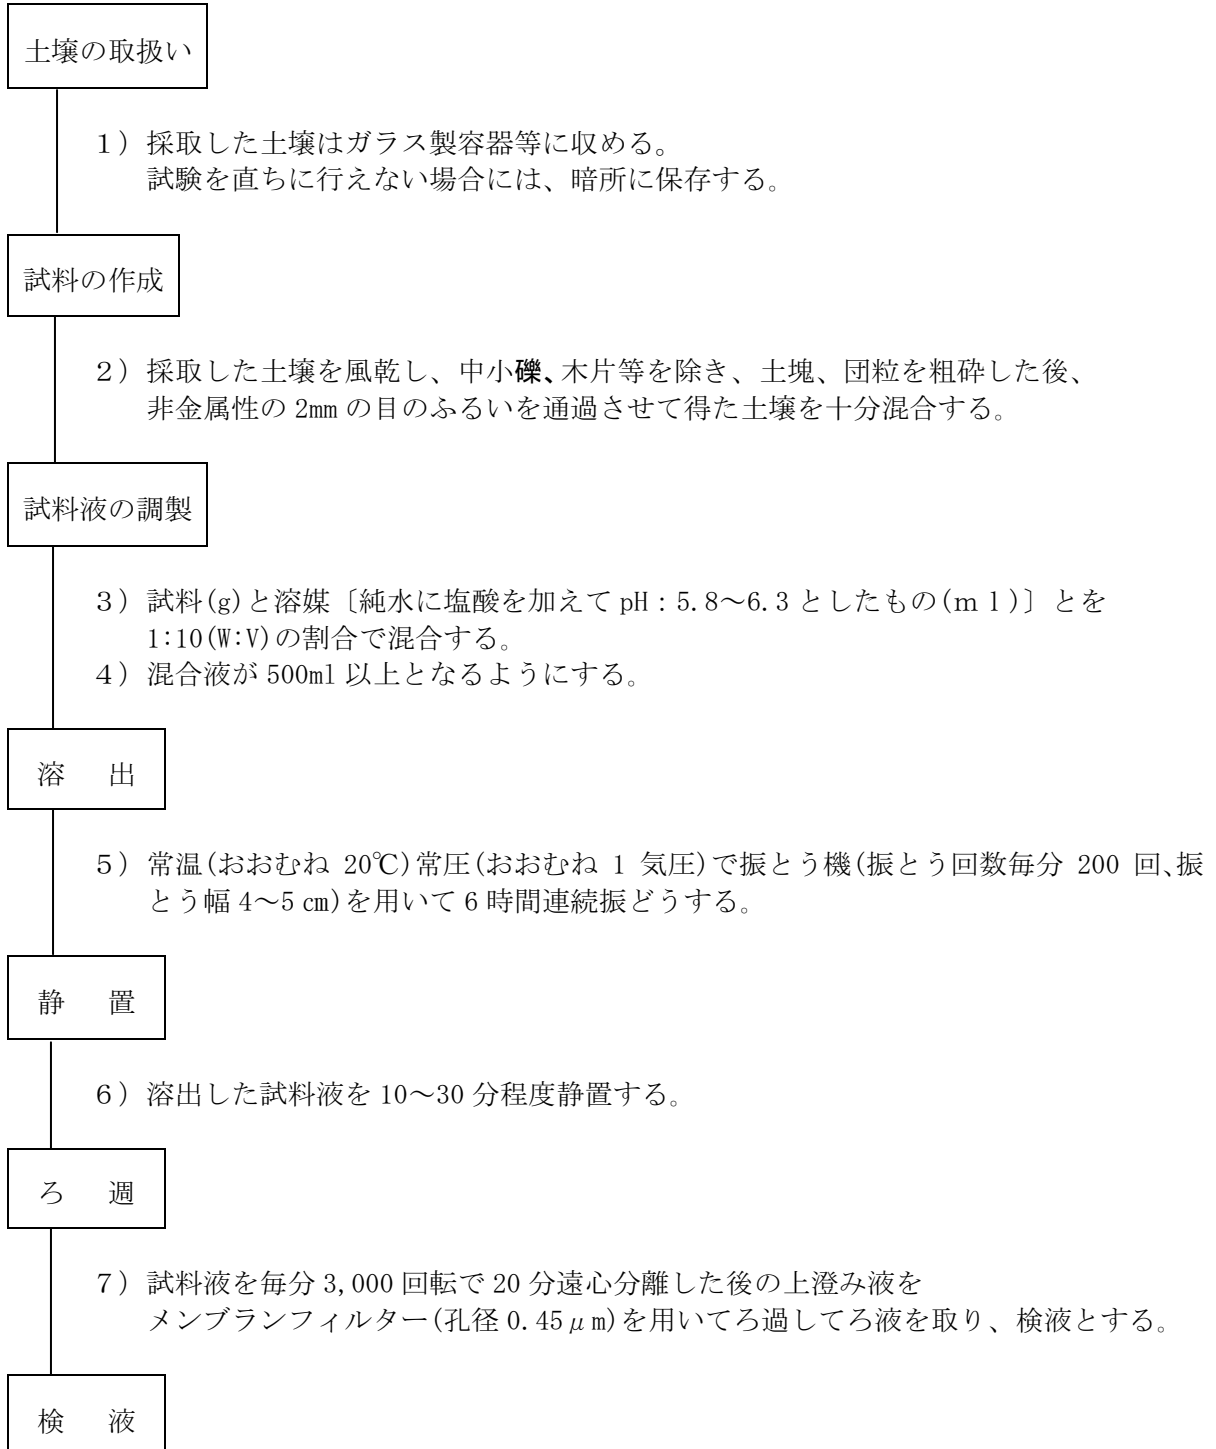 土壌の取扱い
1）採取した土壌はガラス製容器等に収める。
試験を直ちに行えない場合には、暗所に保存する。
試料の作成
2）採取した土壌を風乾し、中小礫、木片等を除き、土塊、団粒を粗砕した後、
非金属性の 2mm の目のふるいを通過させて得た土壌を十分混合する。
試料液の調製
3）試料(g)と溶媒〔純水に塩酸を加えて pH：5.8～6.3 としたもの(ｍｌ)〕とを
1:10(W:V)の割合で混合する。
4）混合液が 500ml 以上となるようにする。
溶　出
5）常温(おおむね 20℃)常圧(おおむね 1 気圧)で振とう機(振とう回数毎分 200 回、振
とう幅 4～5 ㎝)を用いて 6 時間連続振どうする。
静　置
6）溶出した試料液を 10～30 分程度静置する。
ろ　週
7）試料液を毎分 3,000 回転で 20 分遠心分離した後の上澄み液を
メンブランフィルター(孔径 0.45μm)を用いてろ過してろ液を取り、検液とする。
検　液